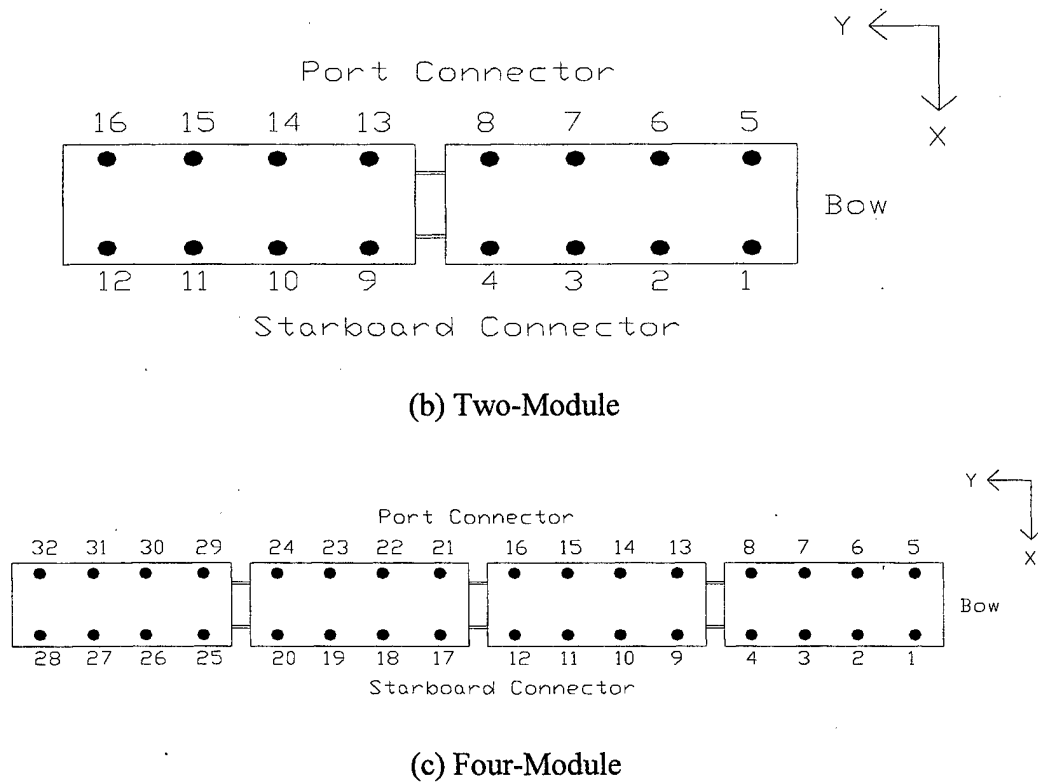 Y
X
Port Connector
16 15 14 13 8 7 6 5
Bow
12 11 10 9 4 3 2 1
Starboard Connector
(b) Two-Module
Y
X
Port Connector
32 31 30 29 24 23 22 21 16 15 14 13 8 7 6 5
Bow
28 27 26 25 20 19 18 17 12 11 10 9 4 3 2 1
Starboard Connector
(c) Four-Module